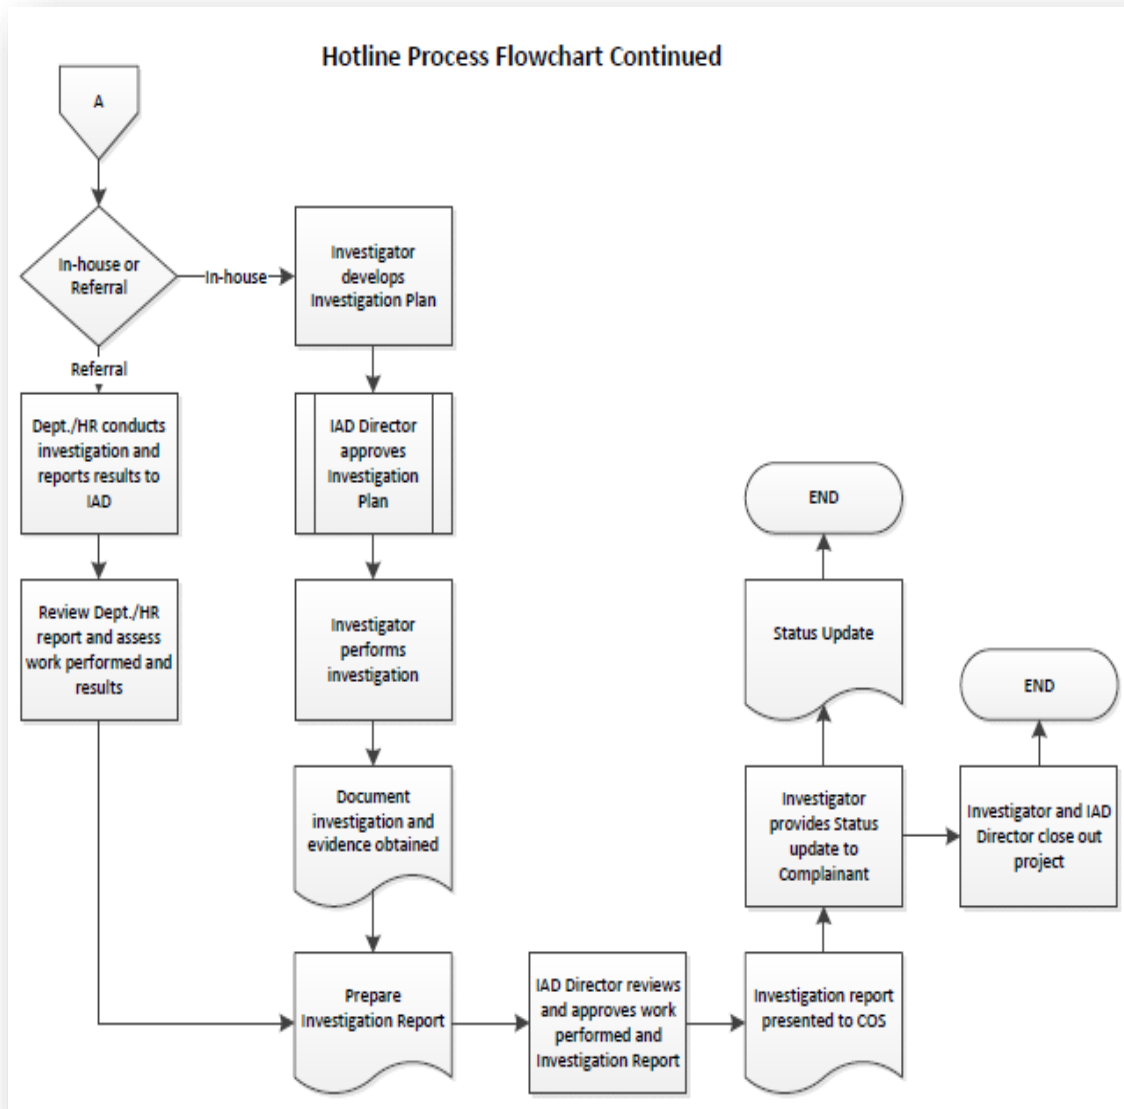 Hotline Process Flowchart Continued
A
In-house or
Referral
In-house
Investigator
develops
Investigation Plan
Referral
Dept./HR conducts
investigation and
reports results to
IAD
IAD Director
approves
Investigation
Plan
END
Review Dept./HR
report and assess
work performed and
results
Investigator
performs
investigation
Status Update
END
Document
investigation and
evidence obtained
Investigator
provides Status
update to
Complainant
Investigator and IAD
Director close out
project
Prepare
Investigation Report
IAD Director reviews
and approves work
performed and
Investigation Report
Investigation report
presented to COS